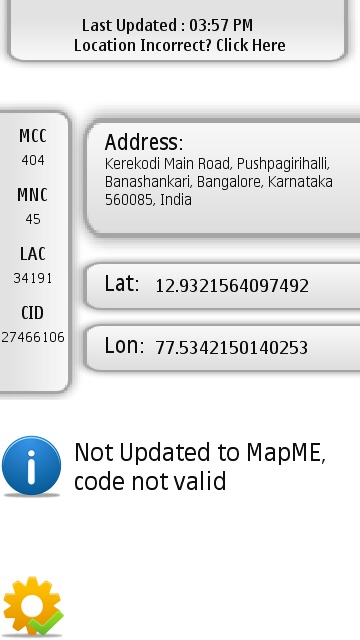 Last Updated : 03:57 PM
Location Incorrect? Click Here
MCC
404
MNC
45
LAC
34191
CID
27466106
Address:
Kerekodi Main Road, Pushpagirihalli,
Banashankari, Bangalore, Karnataka
560085, India
Lat: 12.9321564097492
Lon: 77.5342150140253
Not Updated to MapME,
code not valid